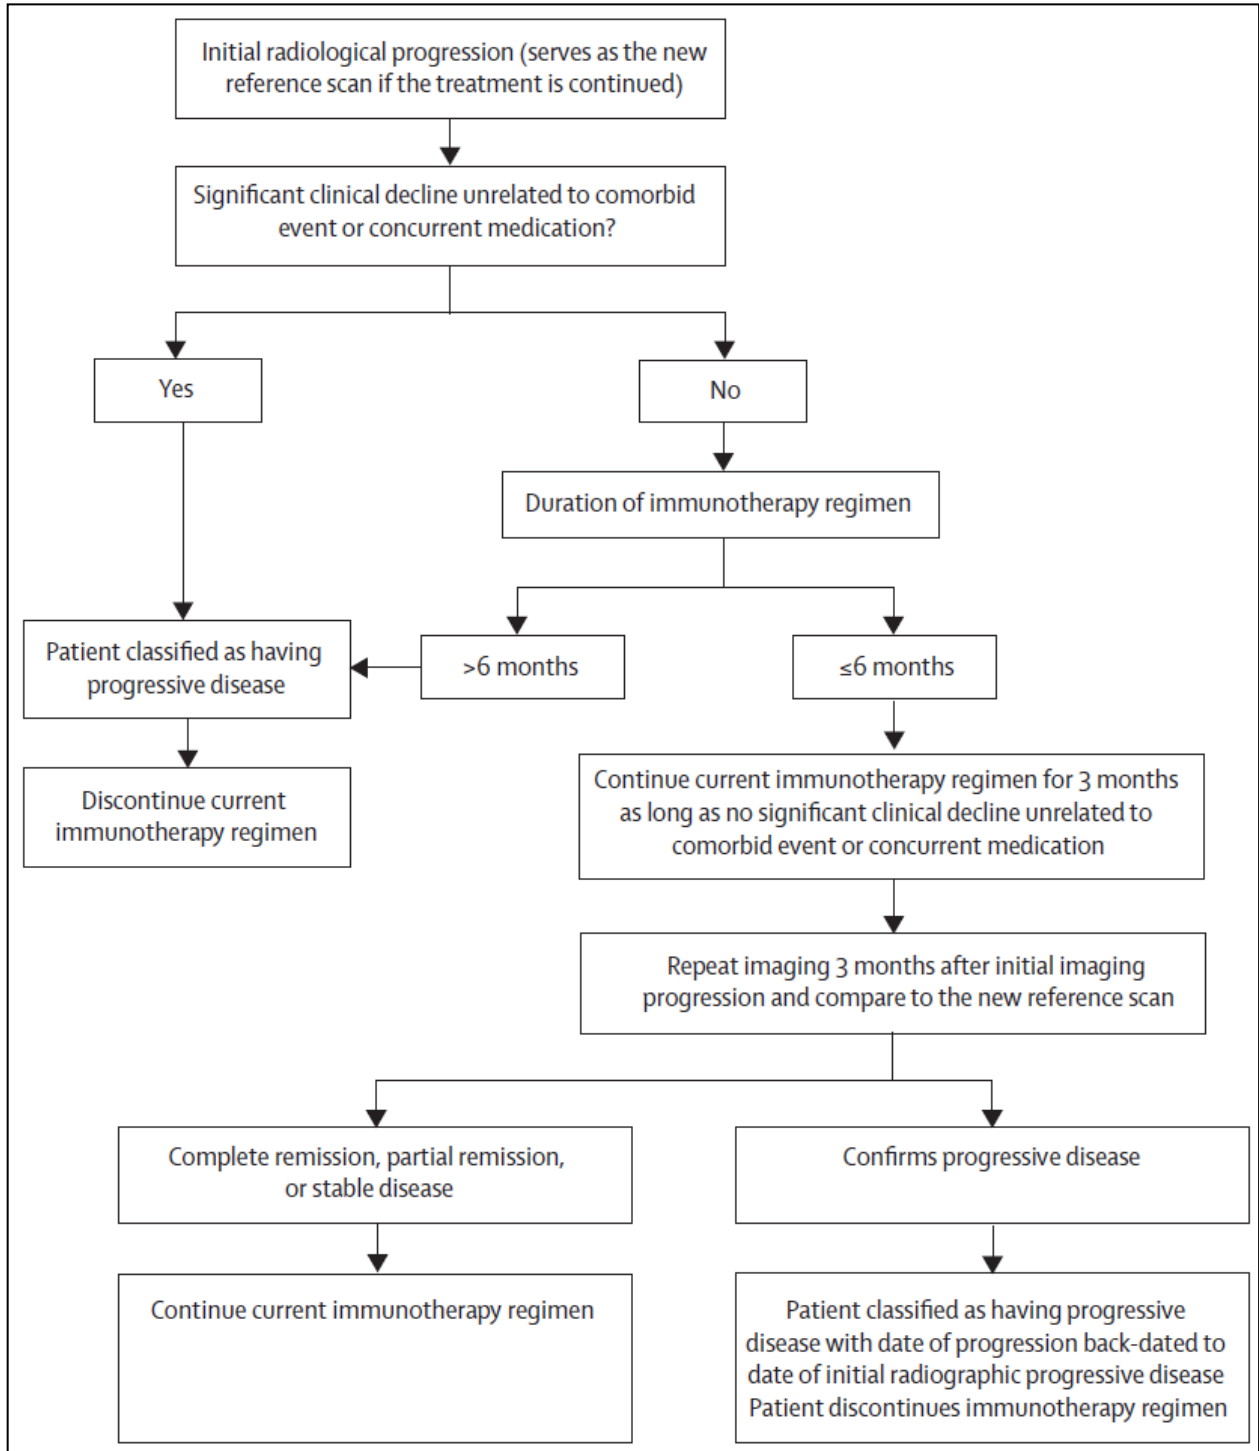 Initial radiological progression (serves as the new
reference scan if the treatment is continued)
Significant clinical decline unrelated to comorbid
event or concurrent medication?
Yes
No
Duration of immunotherapy regimen
Patient classified as having
progressive disease
>6 months
≤6 months
Discontinue current
immunotherapy regimen
Continue current immunotherapy regimen for 3 months
as long as no significant clinical decline unrelated to
comorbid event or concurrent medication
Repeat imaging 3 months after initial imaging
progression and compare to the new reference scan
Complete remission, partial remission,
or stable disease
Confirms progressive disease
Continue current immunotherapy regimen
Patient classified as having progressive
disease with date of progression back-dated to
date of initial radiographic progressive disease
Patient discontinues immunotherapy regimen